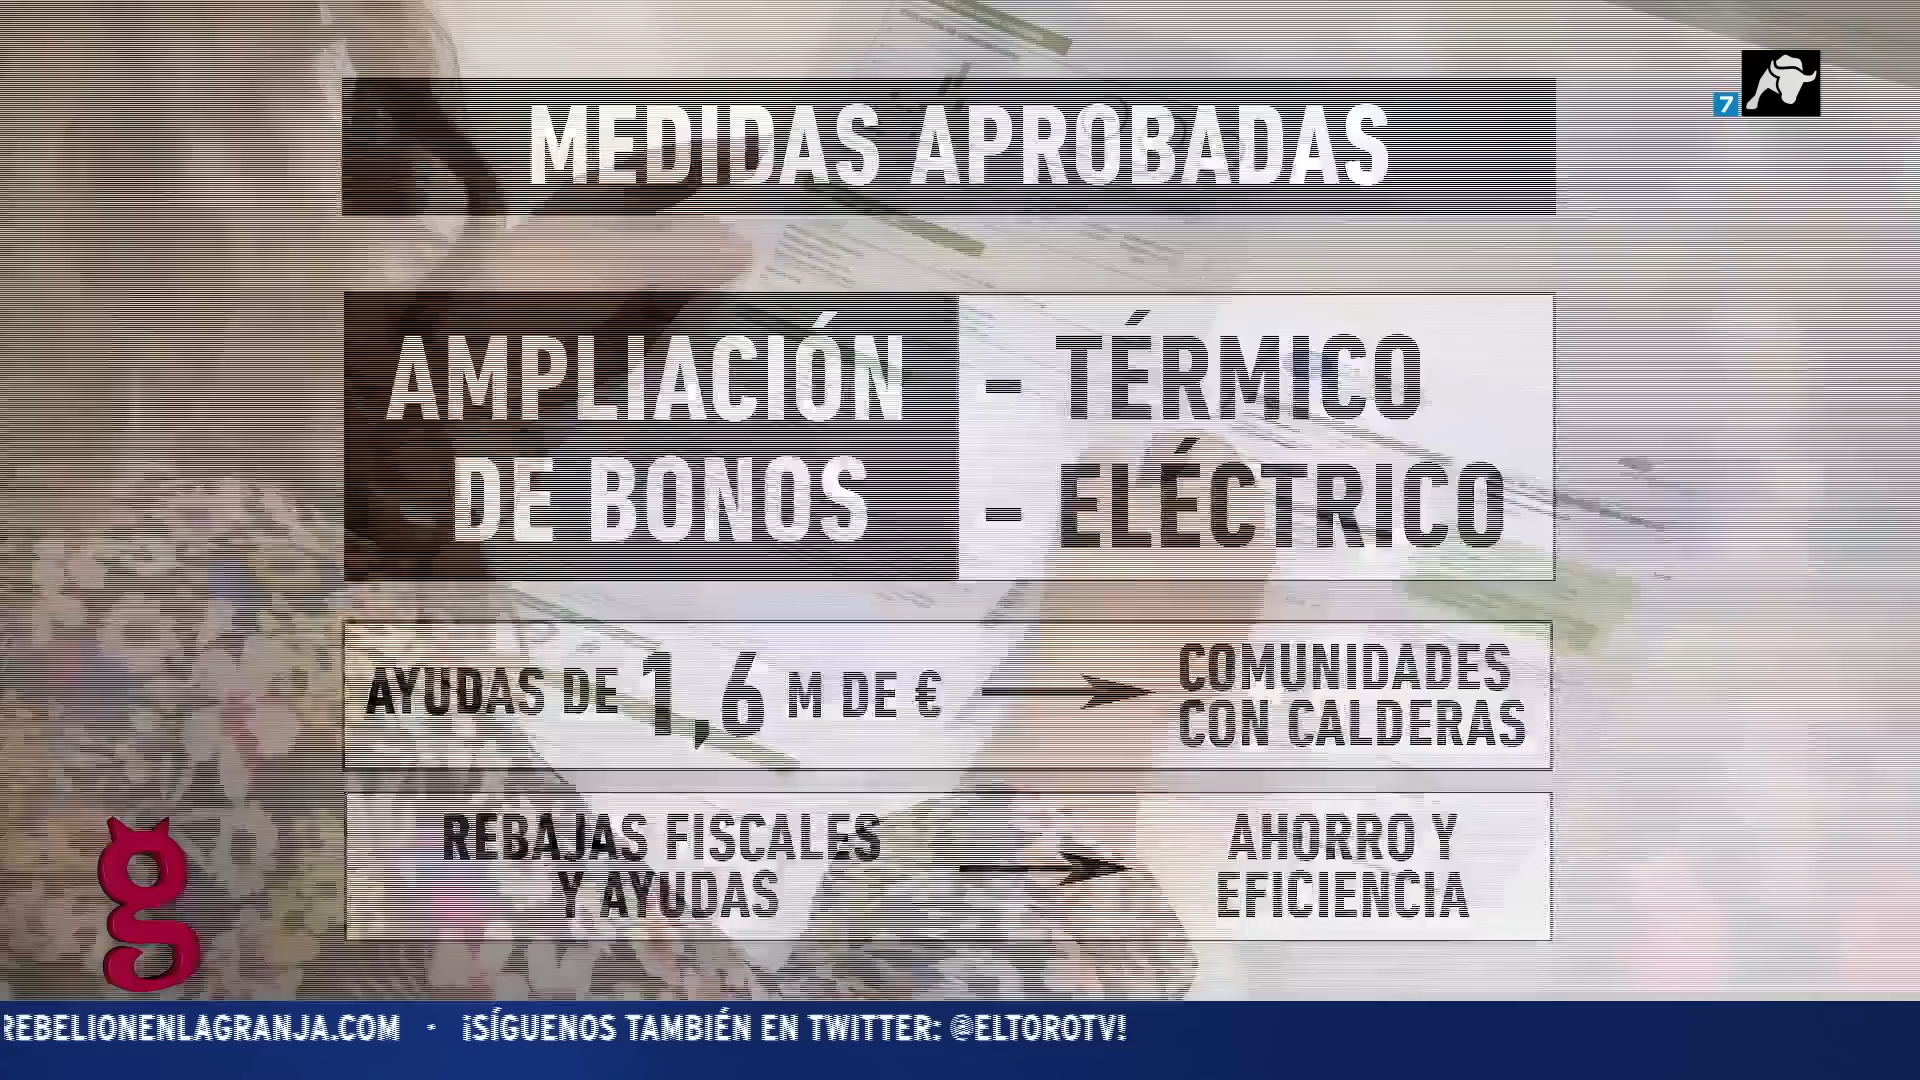 7
MEDIDAS APROBADAS
AMPLIACIÓN
DE BONOS
- TÉRMICO
- ELÉCTRICO
AYUDAS DE 1,6 M DE €
COMUNIDADES
CON CALDERAS
REBAJAS FISCALES
Y AYUDAS
AHORRO Y
EFICIENCIA
g
REBELIONENLAGRANJA.COM · ¡SÍGUENOS TAMBIÉN EN TWITTER: @ELTOROTV!